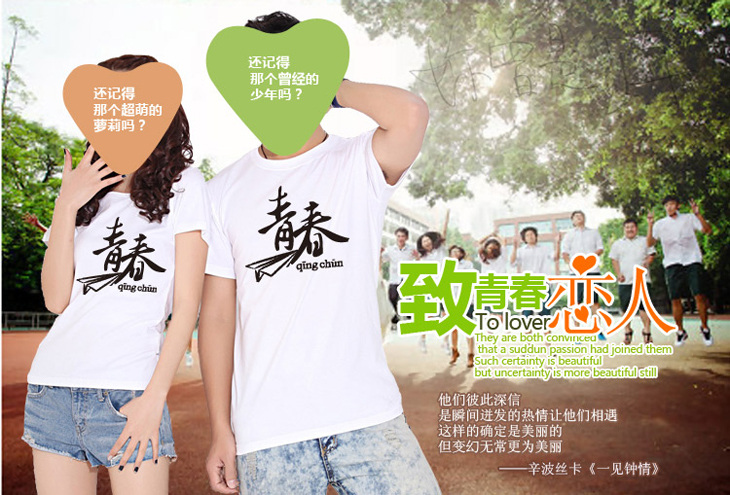 还记得
那个超萌的
萝莉吗？
还记得
那个曾经的
少年吗？
青春
qīng chūn
青春
qīng chūn
致青春恋人
To lover
They are both convinced
that a suddun passion had joined them
Such certainty is beautiful
but uncertainty is more beautiful still
他们彼此深信
是瞬间迸发的热情让他们相遇
这样的确定是美丽的
但变幻无常更为美丽
——辛波丝卡《一见钟情》